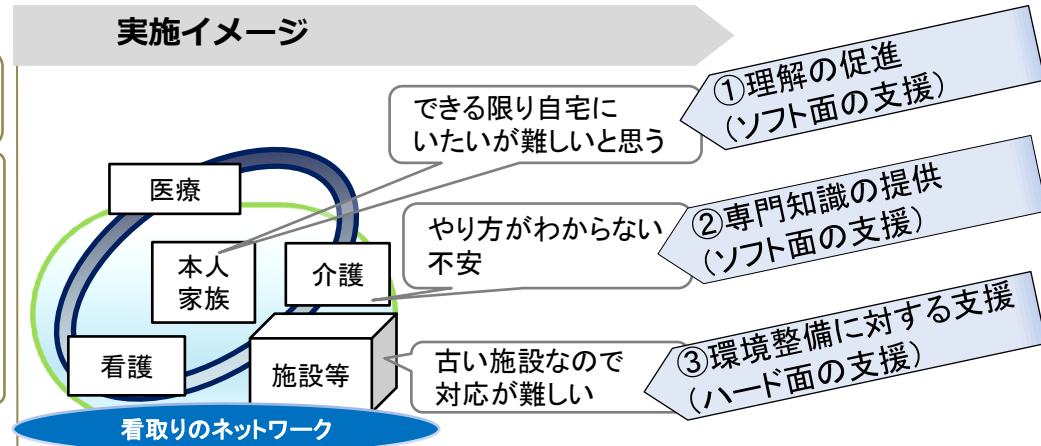 実施イメージ
できる限り自宅に
いたいが難しいと思う
①理解の促進
(ソフト面の支援)
医療
本人
家族
介護
やり方がわからない
不安
②専門知識の提供
(ソフト面の支援)
看護
施設等
古い施設なので
対応が難しい
③環境整備に対する支援
(ハード面の支援)
看取りのネットワーク